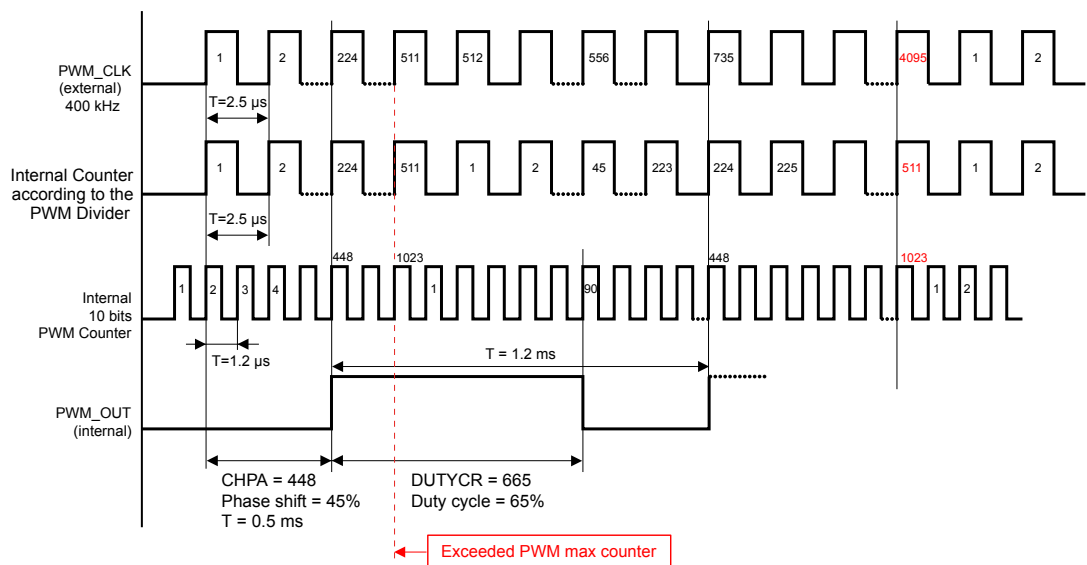 PWM_CLK
(external)
400 kHz
1
2
224
511
512
556
735
4095
1
2
T=2.5 µs
Internal Counter
according to the
PWM Divider
1
2
224
511
1
2
45
223
224
225
511
1
2
T=2.5 µs
448
1023
448
1023
Internal
10 bits
PWM Counter
1
2
3
4
1
90
1
2
T=1.2 µs
T = 1.2 ms
PWM_OUT
(internal)
CHPA = 448
Phase shift = 45%
T = 0.5 ms
DUTYCR = 665
Duty cycle = 65%
Exceeded PWM max counter